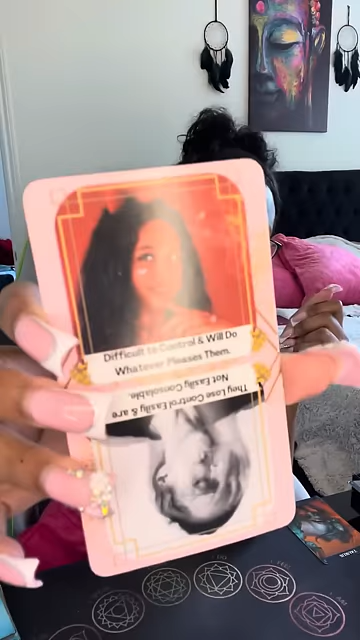 Difficult to Control & Will Do
Whatever Pleases Them.
They Lose Control Easily & are
Not Easily Consolable.